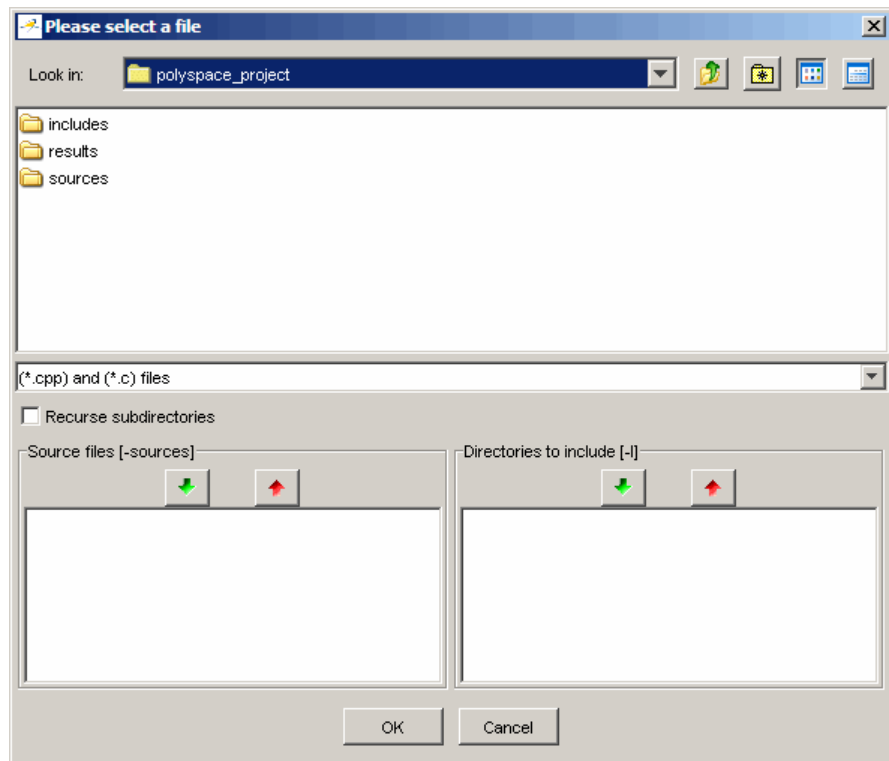 Please select a file
Look in: polyspace_project
includes
results
sources
(*.cpp) and (*.c) files
Recurse subdirectories
Source files [-sources] Directories to include [-I]
OK Cancel